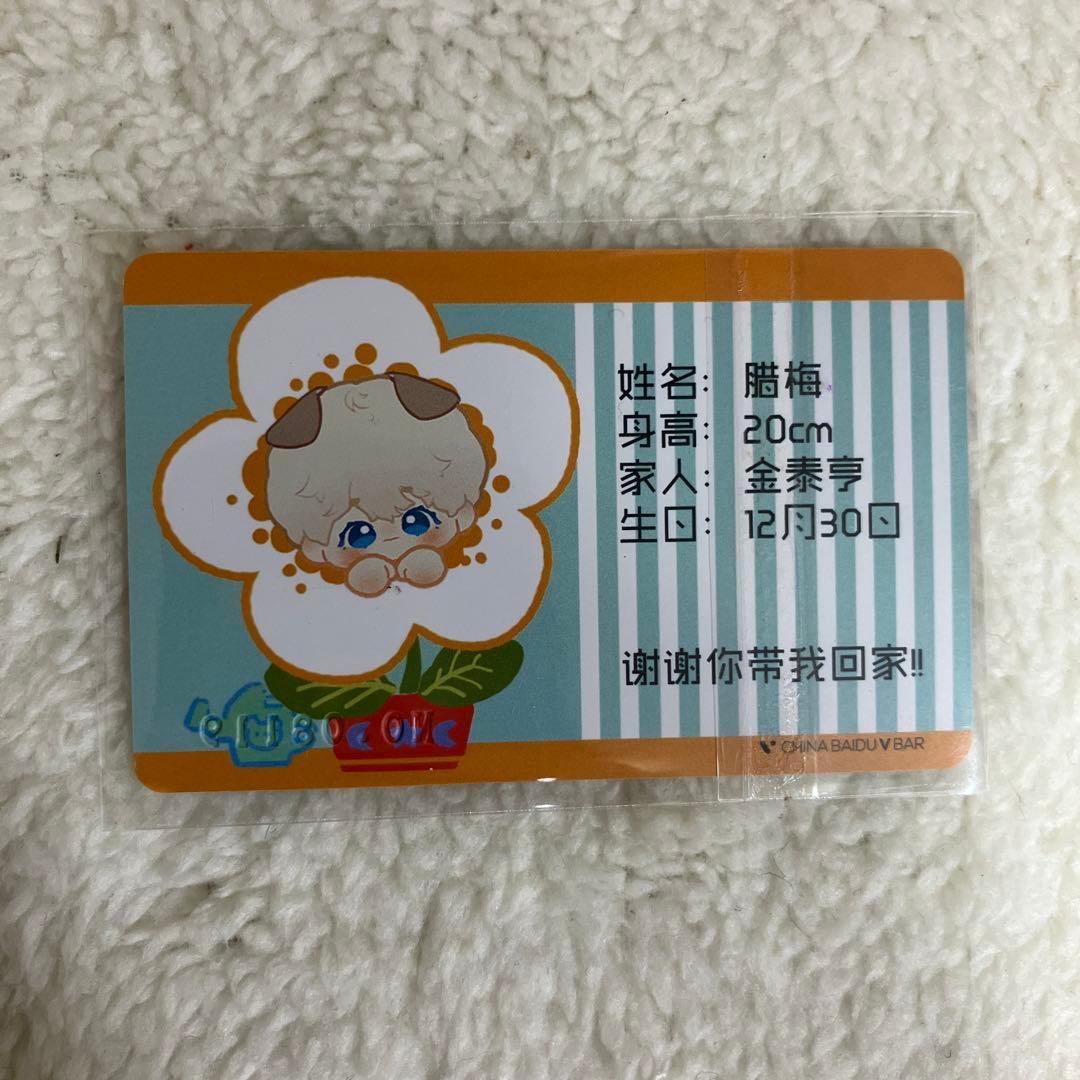 姓名: 腊梅
身高: 20cm
家人: 金泰亨
生日: 12月30日
谢谢你带我回家!!
CHINA BAIDU V BAR